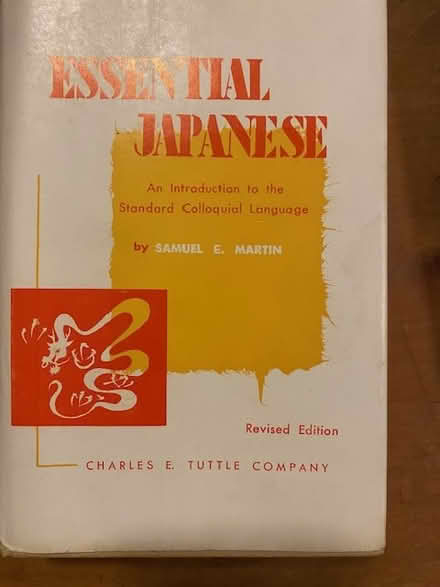 ESSENTIAL
JAPANESE
An Introduction to the
Standard Colloquial Language
by SAMUEL E. MARTIN
Revised Edition
CHARLES E. TUTTLE COMPANY